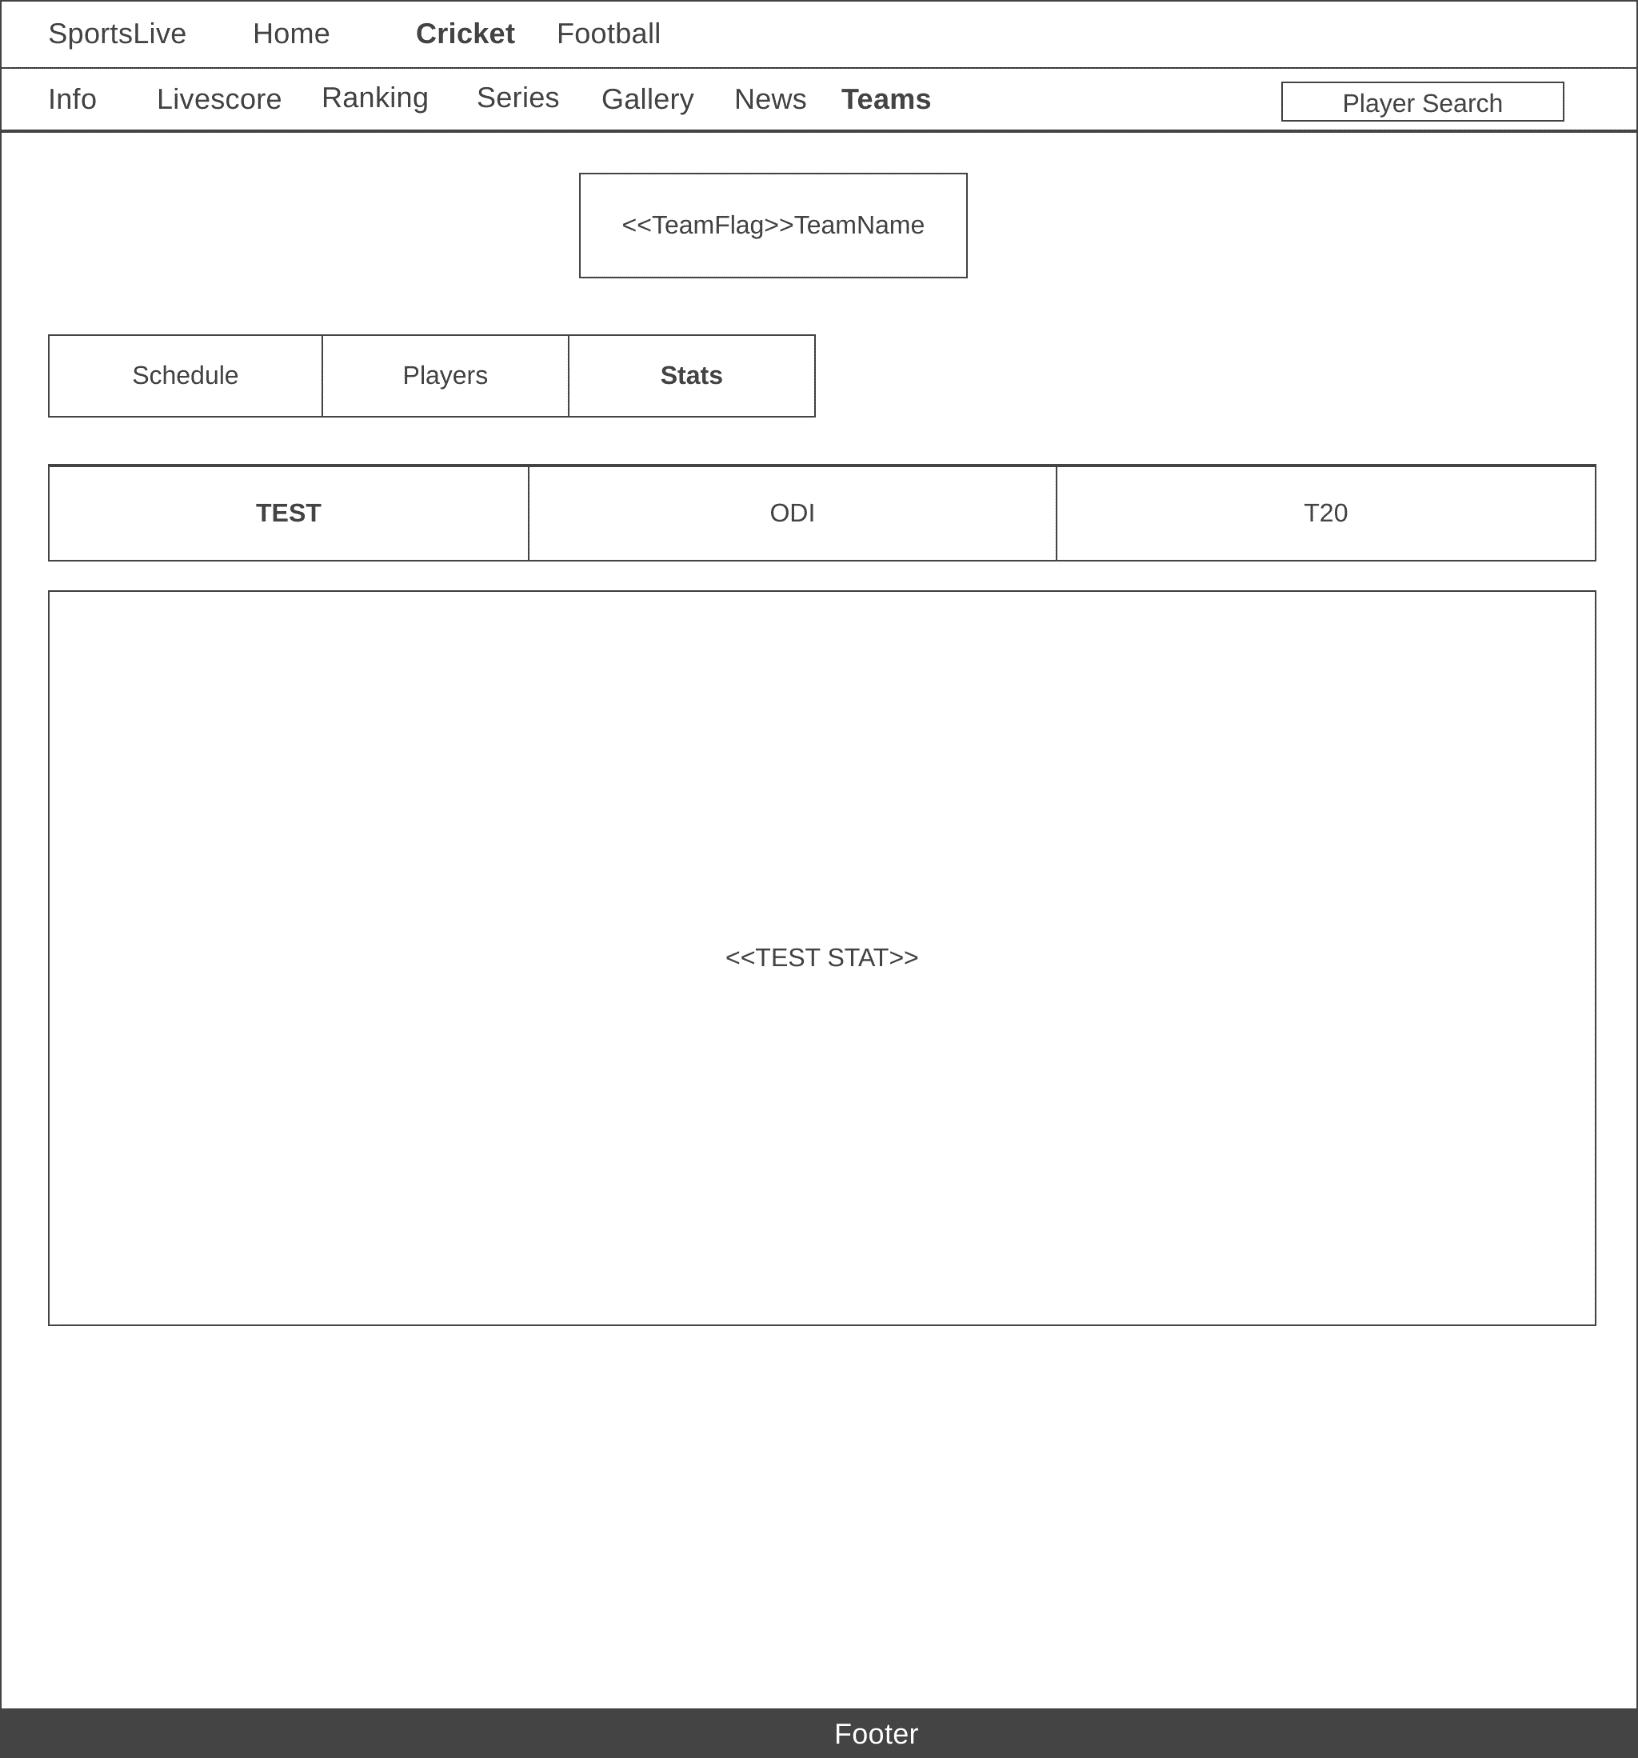 SportsLive Home Cricket Football
Info Livescore Ranking Series Gallery News Teams Player Search
<<TeamFlag>>TeamName
Schedule Players Stats
TEST ODI T20
<<TEST STAT>>
Footer